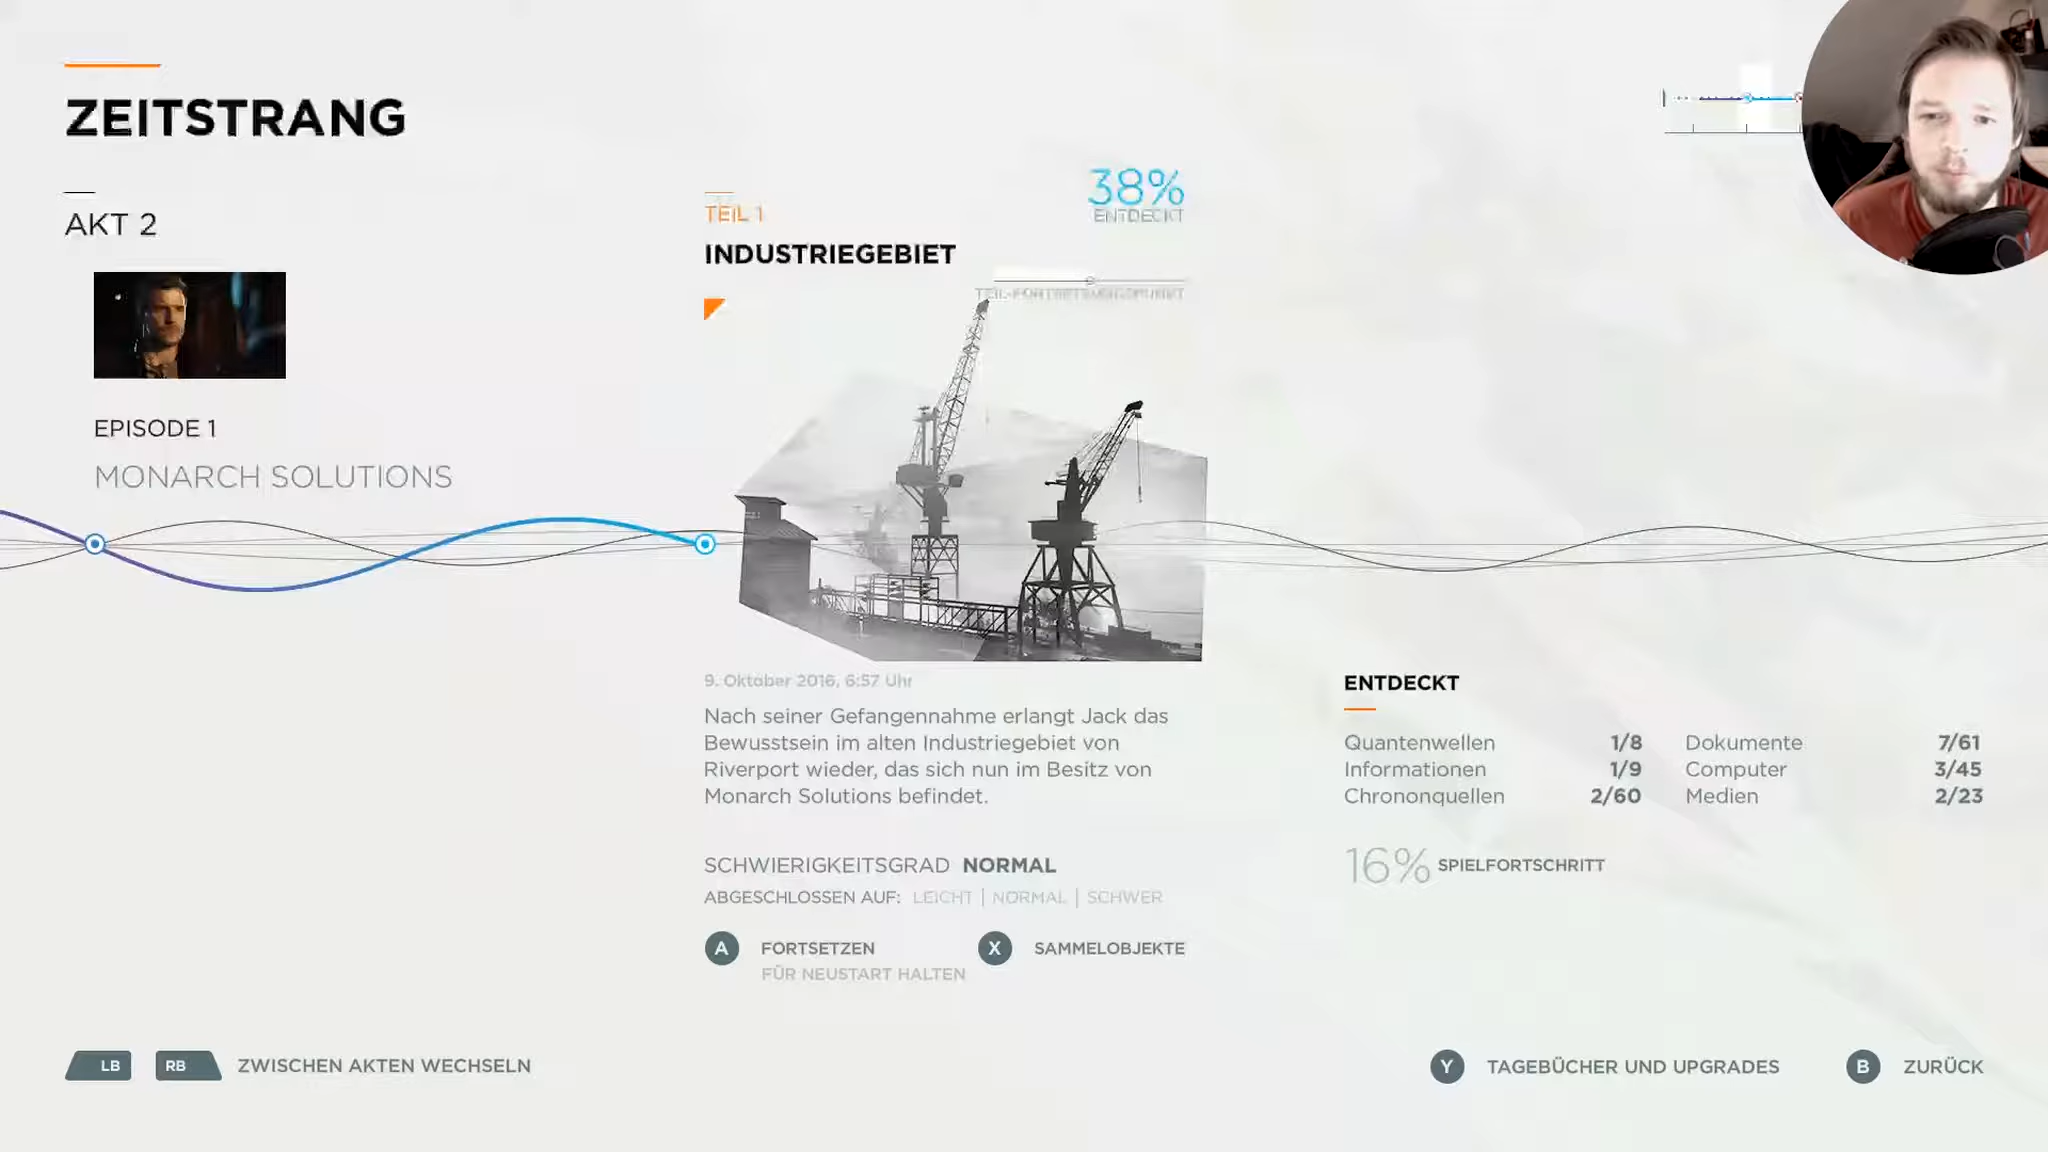 ZEITSTRANG
AKT 2
EPISODE 1
MONARCH SOLUTIONS
TEIL 1
38%
ENTDECKT
INDUSTRIEGEBIET
TEIL-FORTSETZUNGSPUNKT
9. Oktober 2016, 6:57 Uhr
Nach seiner Gefangennahme erlangt Jack das
Bewusstsein im alten Industriegebiet von
Riverport wieder, das sich nun im Besitz von
Monarch Solutions befindet.
SCHWIERIGKEITSGRAD NORMAL
ABGESCHLOSSEN AUF: LEICHT | NORMAL | SCHWER
A FORTSETZEN X SAMMELOBJEKTE
FÜR NEUSTART HALTEN
ENTDECKT
Quantenwellen 1/8 Dokumente 7/61
Informationen 1/9 Computer 3/45
Chrononquellen 2/60 Medien 2/23
16% SPIELFORTSCHRITT
LB RB ZWISCHEN AKTEN WECHSELN
Y TAGEBÜCHER UND UPGRADES B ZURÜCK